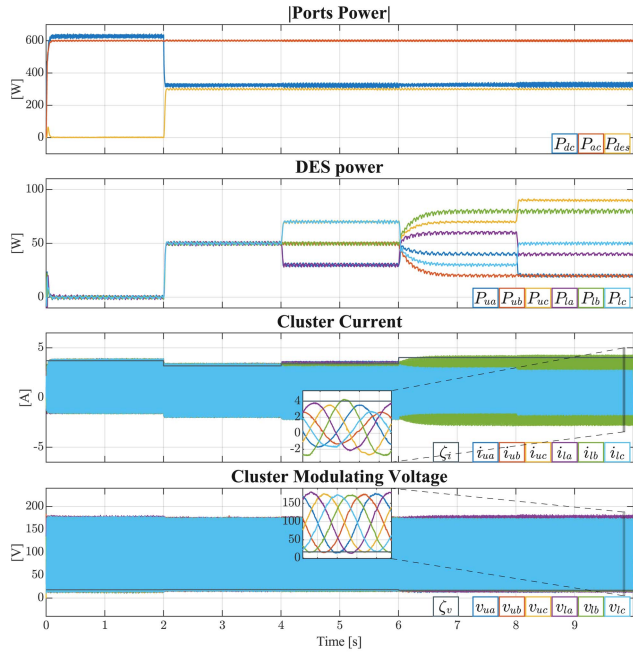 |Ports Power|
600
400
200
0
[W]
P_dc P_ac P_des
DES power
100
50
0
[W]
P_ua P_ub P_uc P_la P_lb P_lc
Cluster Current
5
0
-5
[A]
4
2
0
-2
ζ_i i_ua i_ub i_uc i_la i_lb i_lc
Cluster Modulating Voltage
200
150
100
50
0
[V]
150
100
50
0
ζ_v v_ua v_ub v_uc v_la v_lb v_lc
0 1 2 3 4 5 6 7 8 9
Time [s]